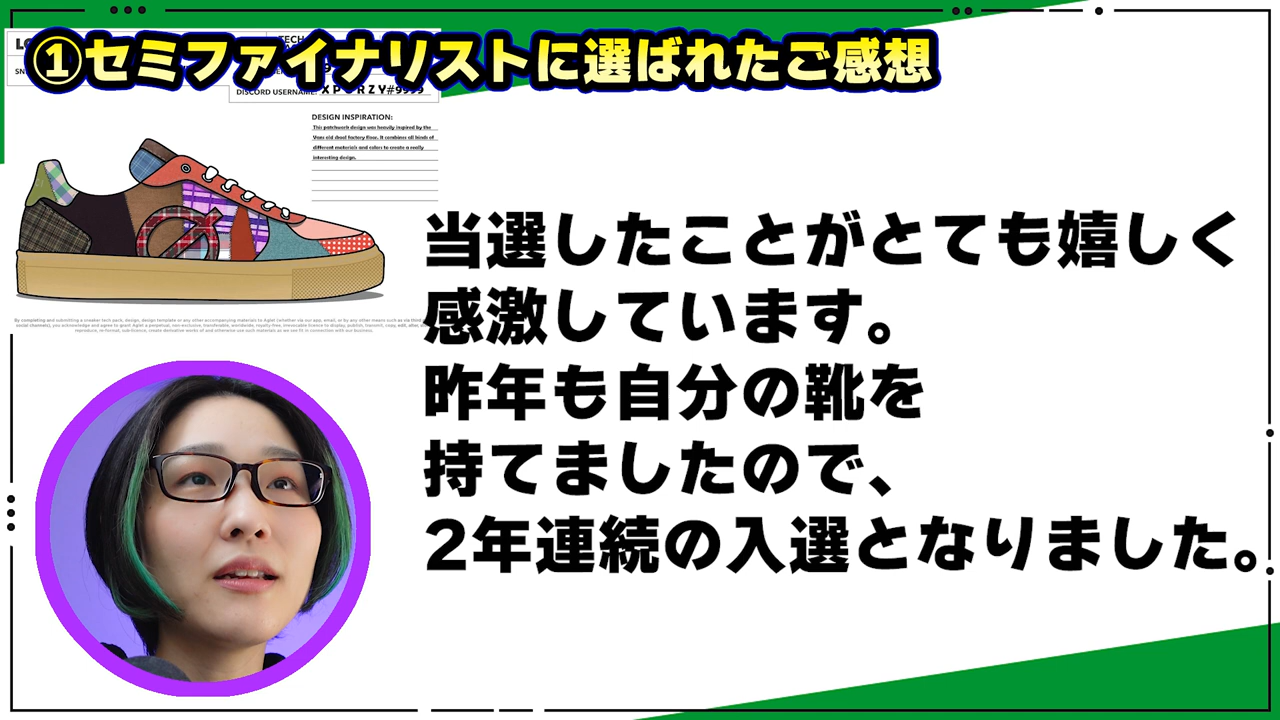 ①セミファイナリストに選ばれたご感想
DISCORD USERNAME:
DESIGN INSPIRATION:
This patchwork design was heavily inspired by the
Vans old skool factory floor. It combines all kinds of
different materials and colors to create a really
interesting design.
当選したことがとても嬉しく
感激しています。
昨年も自分の靴を
持てましたので、
2年連続の入選となりました。